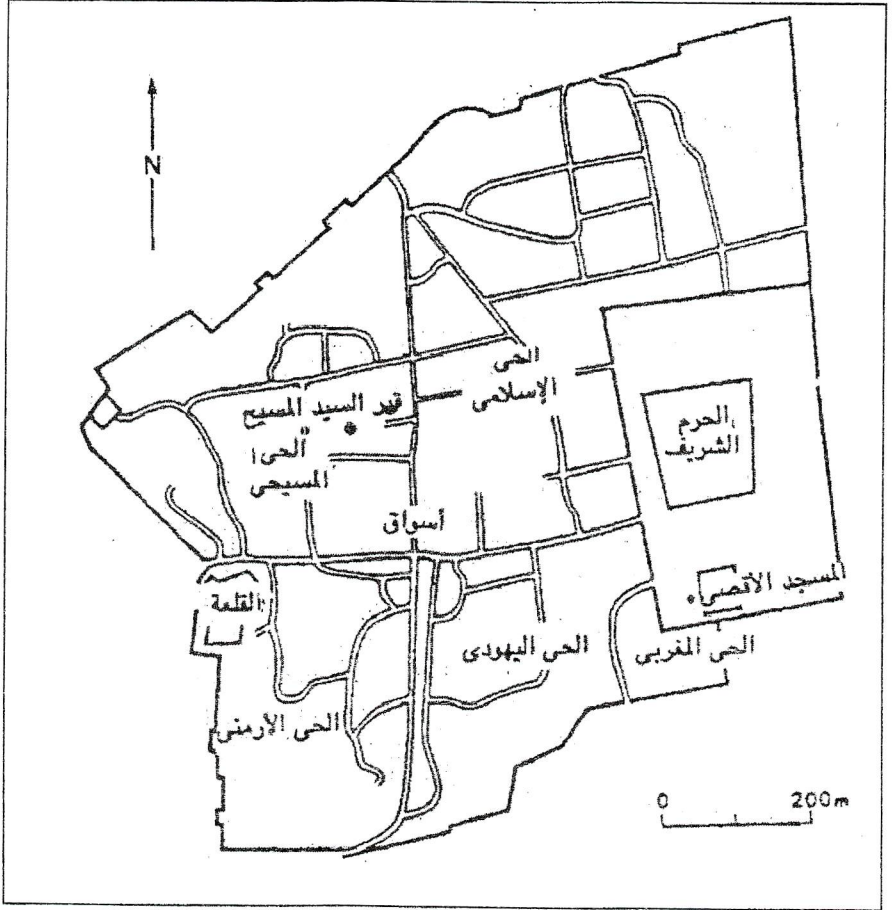 N
الحى
الإسلامى
قبر السيد المسيح
الحى
المسيحى
الحرم
الشريف
أسواق
القلعة
المسجد الأقصى
الحى اليهودى
الحى المغربى
الحى الأرمنى
0 200m